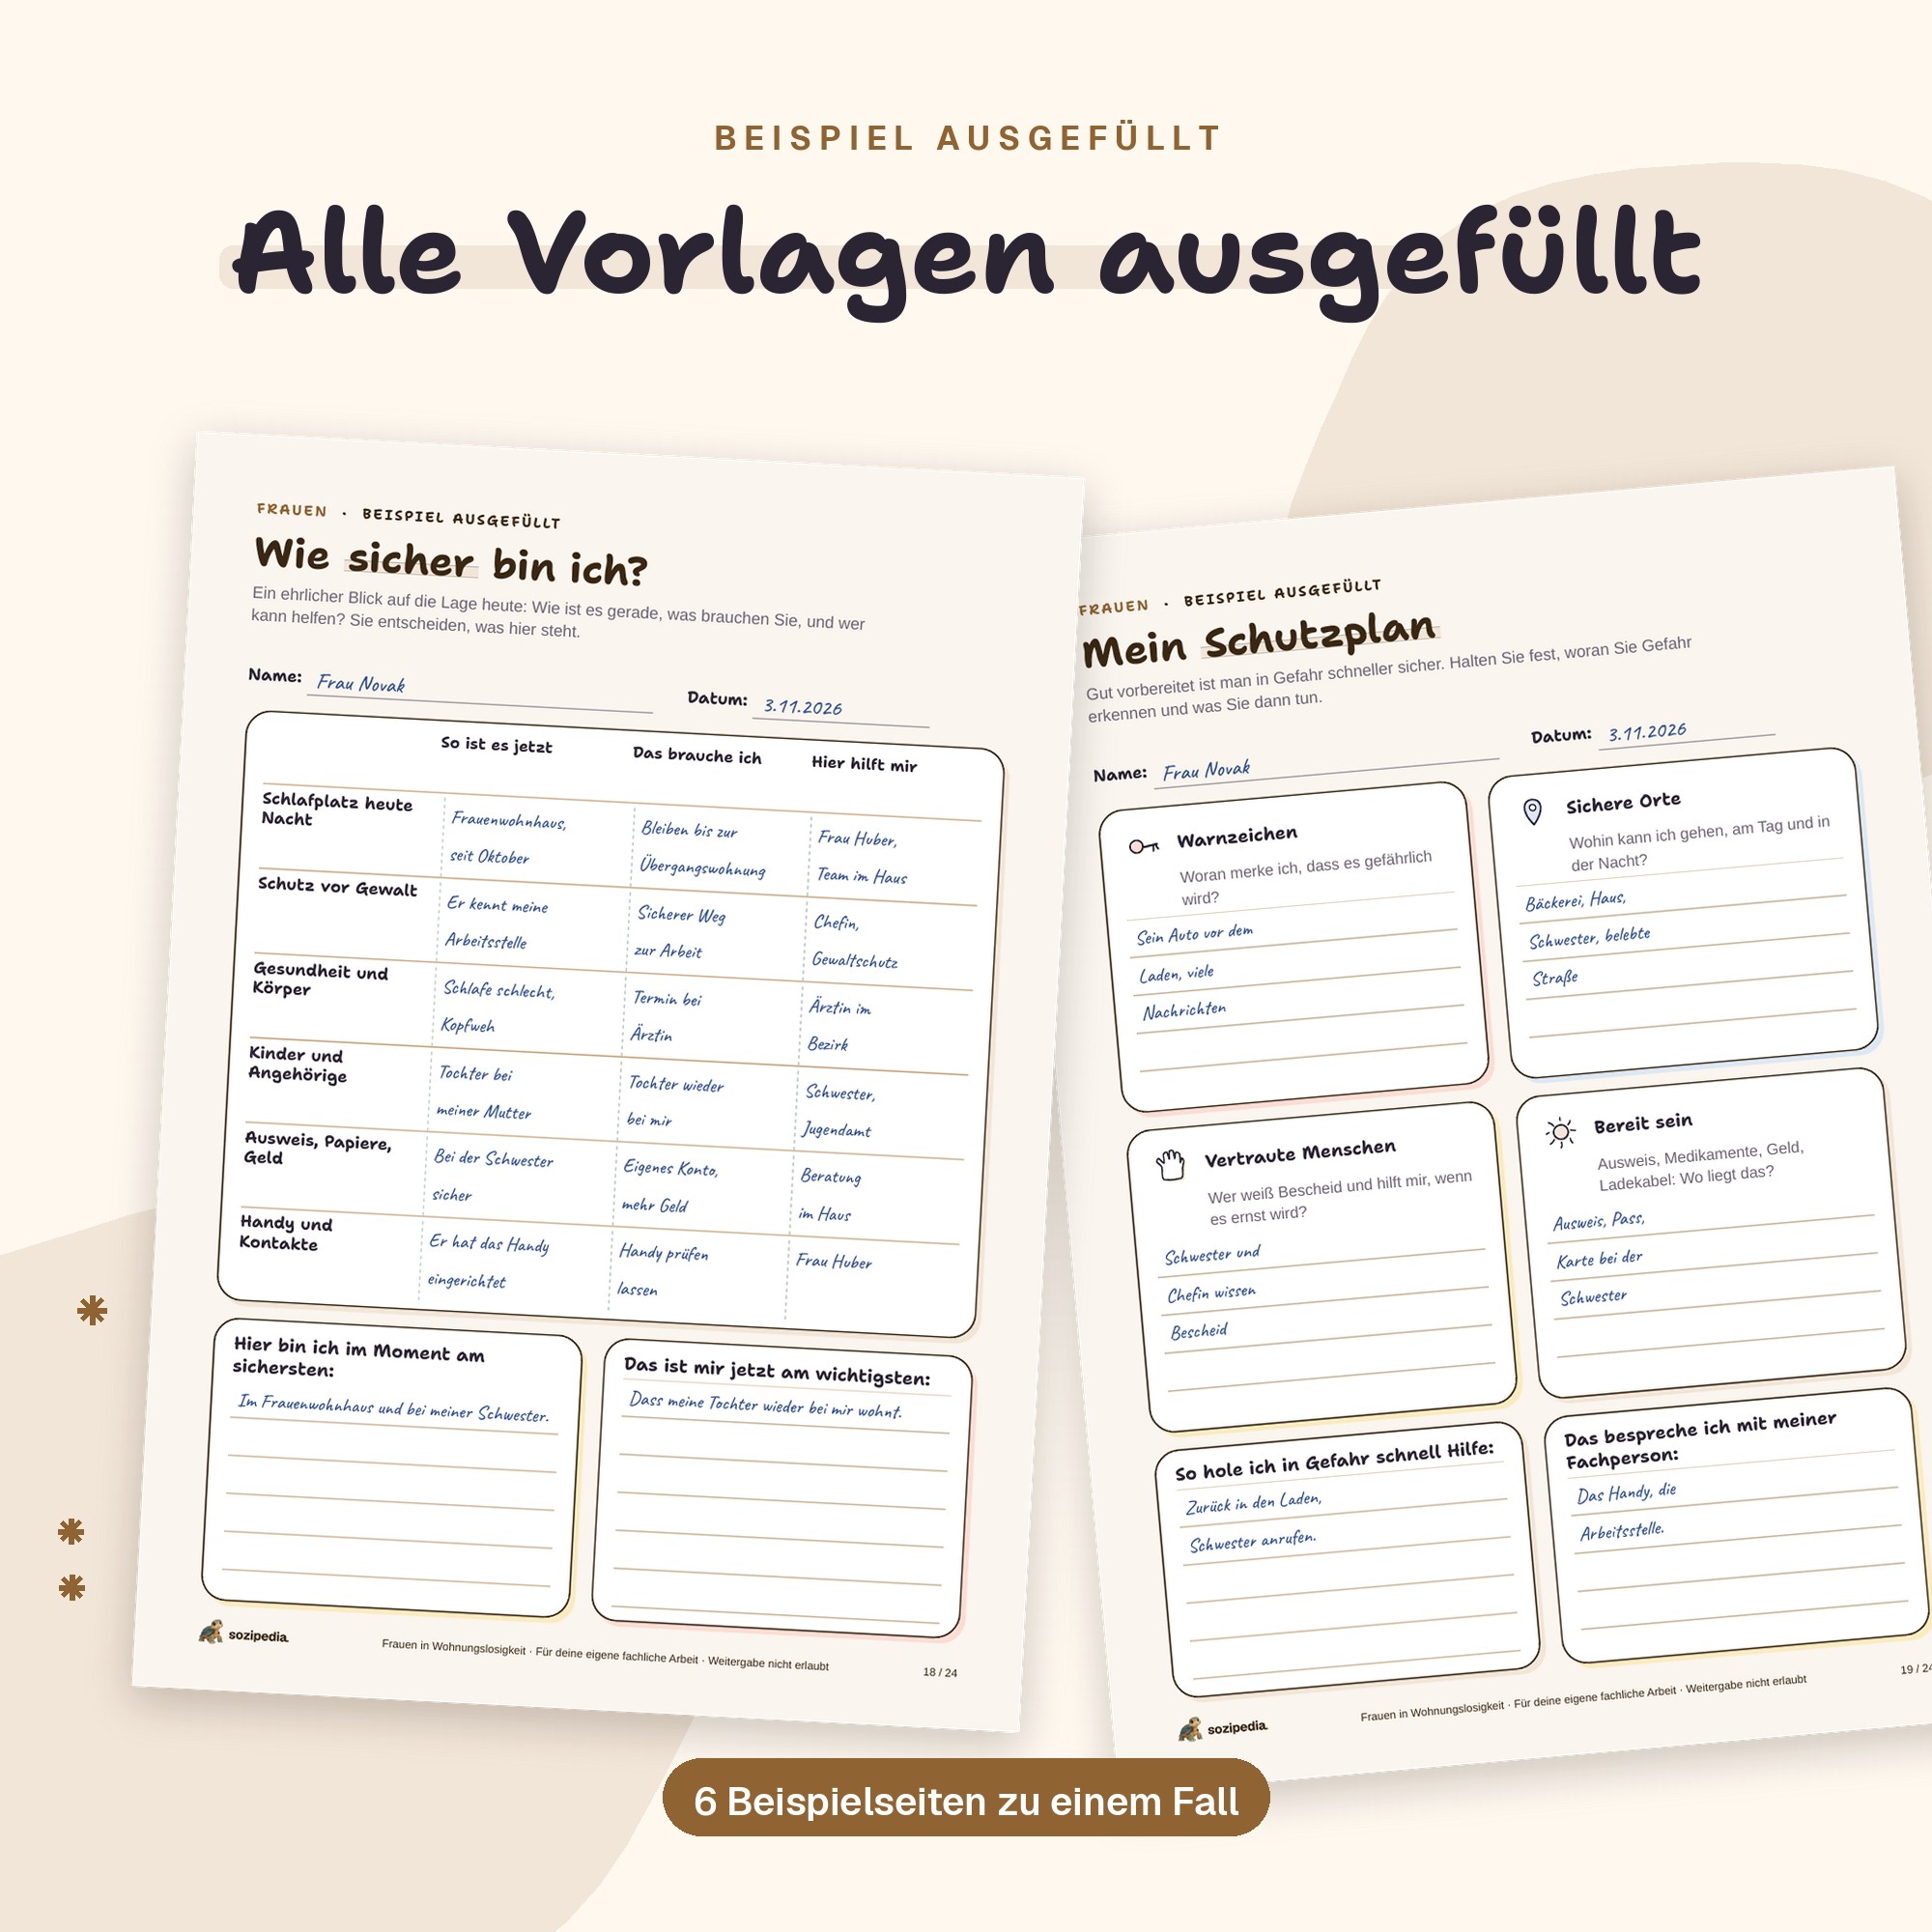 BEISPIEL AUSGEFÜLLT
Alle Vorlagen ausgefüllt
FRAUEN · BEISPIEL AUSGEFÜLLT
Wie sicher bin ich?
Ein ehrlicher Blick auf die Lage heute: Wie ist es gerade, was brauchen Sie, und wer
kann helfen? Sie entscheiden, was hier steht.
Name: Frau Novak Datum: 3.11.2026
So ist es jetzt Das brauche ich Hier hilft mir
Schlafplatz heute
Nacht
Frauenwohnhaus,
seit Oktober
Bleiben bis zur
Übergangswohnung
Frau Huber,
Team im Haus
Schutz vor Gewalt
Er kennt meine
Arbeitsstelle
Sicherer Weg
zur Arbeit
Chefin,
Gewaltschutz
Gesundheit und
Körper
Schlafe schlecht,
Kopfweh
Termin bei
Ärztin
Ärztin im
Bezirk
Kinder und
Angehörige
Tochter bei
meiner Mutter
Tochter wieder
bei mir
Schwester,
Jugendamt
Ausweis, Papiere,
Geld
Bei der Schwester
sicher
Eigenes Konto,
mehr Geld
Beratung
im Haus
Handy und
Kontakte
Er hat das Handy
eingerichtet
Handy prüfen
lassen
Frau Huber
Hier bin ich im Moment am
sichersten:
Im Frauenwohnhaus und bei meiner Schwester.
Das ist mir jetzt am wichtigsten:
Dass meine Tochter wieder bei mir wohnt.
sozipedia.
Frauen in Wohnungslosigkeit · Für deine eigene fachliche Arbeit · Weitergabe nicht erlaubt
18 / 24
FRAUEN · BEISPIEL AUSGEFÜLLT
Mein Schutzplan
Gut vorbereitet ist man in Gefahr schneller sicher. Halten Sie fest, woran Sie Gefahr
erkennen und was Sie dann tun.
Name: Frau Novak Datum: 3.11.2026
Warnzeichen
Woran merke ich, dass es gefährlich
wird?
Sein Auto vor dem
Laden, viele
Nachrichten
Sichere Orte
Wohin kann ich gehen, am Tag und in
der Nacht?
Bäckerei, Haus,
Schwester, belebte
Straße
Vertraute Menschen
Wer weiß Bescheid und hilft mir, wenn
es ernst wird?
Schwester und
Chefin wissen
Bescheid
Bereit sein
Ausweis, Medikamente, Geld,
Ladekabel: Wo liegt das?
Ausweis, Pass,
Karte bei der
Schwester
So hole ich in Gefahr schnell Hilfe:
Zurück in den Laden,
Schwester anrufen.
Das bespreche ich mit meiner
Fachperson:
Das Handy, die
Arbeitsstelle.
sozipedia.
Frauen in Wohnungslosigkeit · Für deine eigene fachliche Arbeit · Weitergabe nicht erlaubt
19 / 24
6 Beispielseiten zu einem Fall